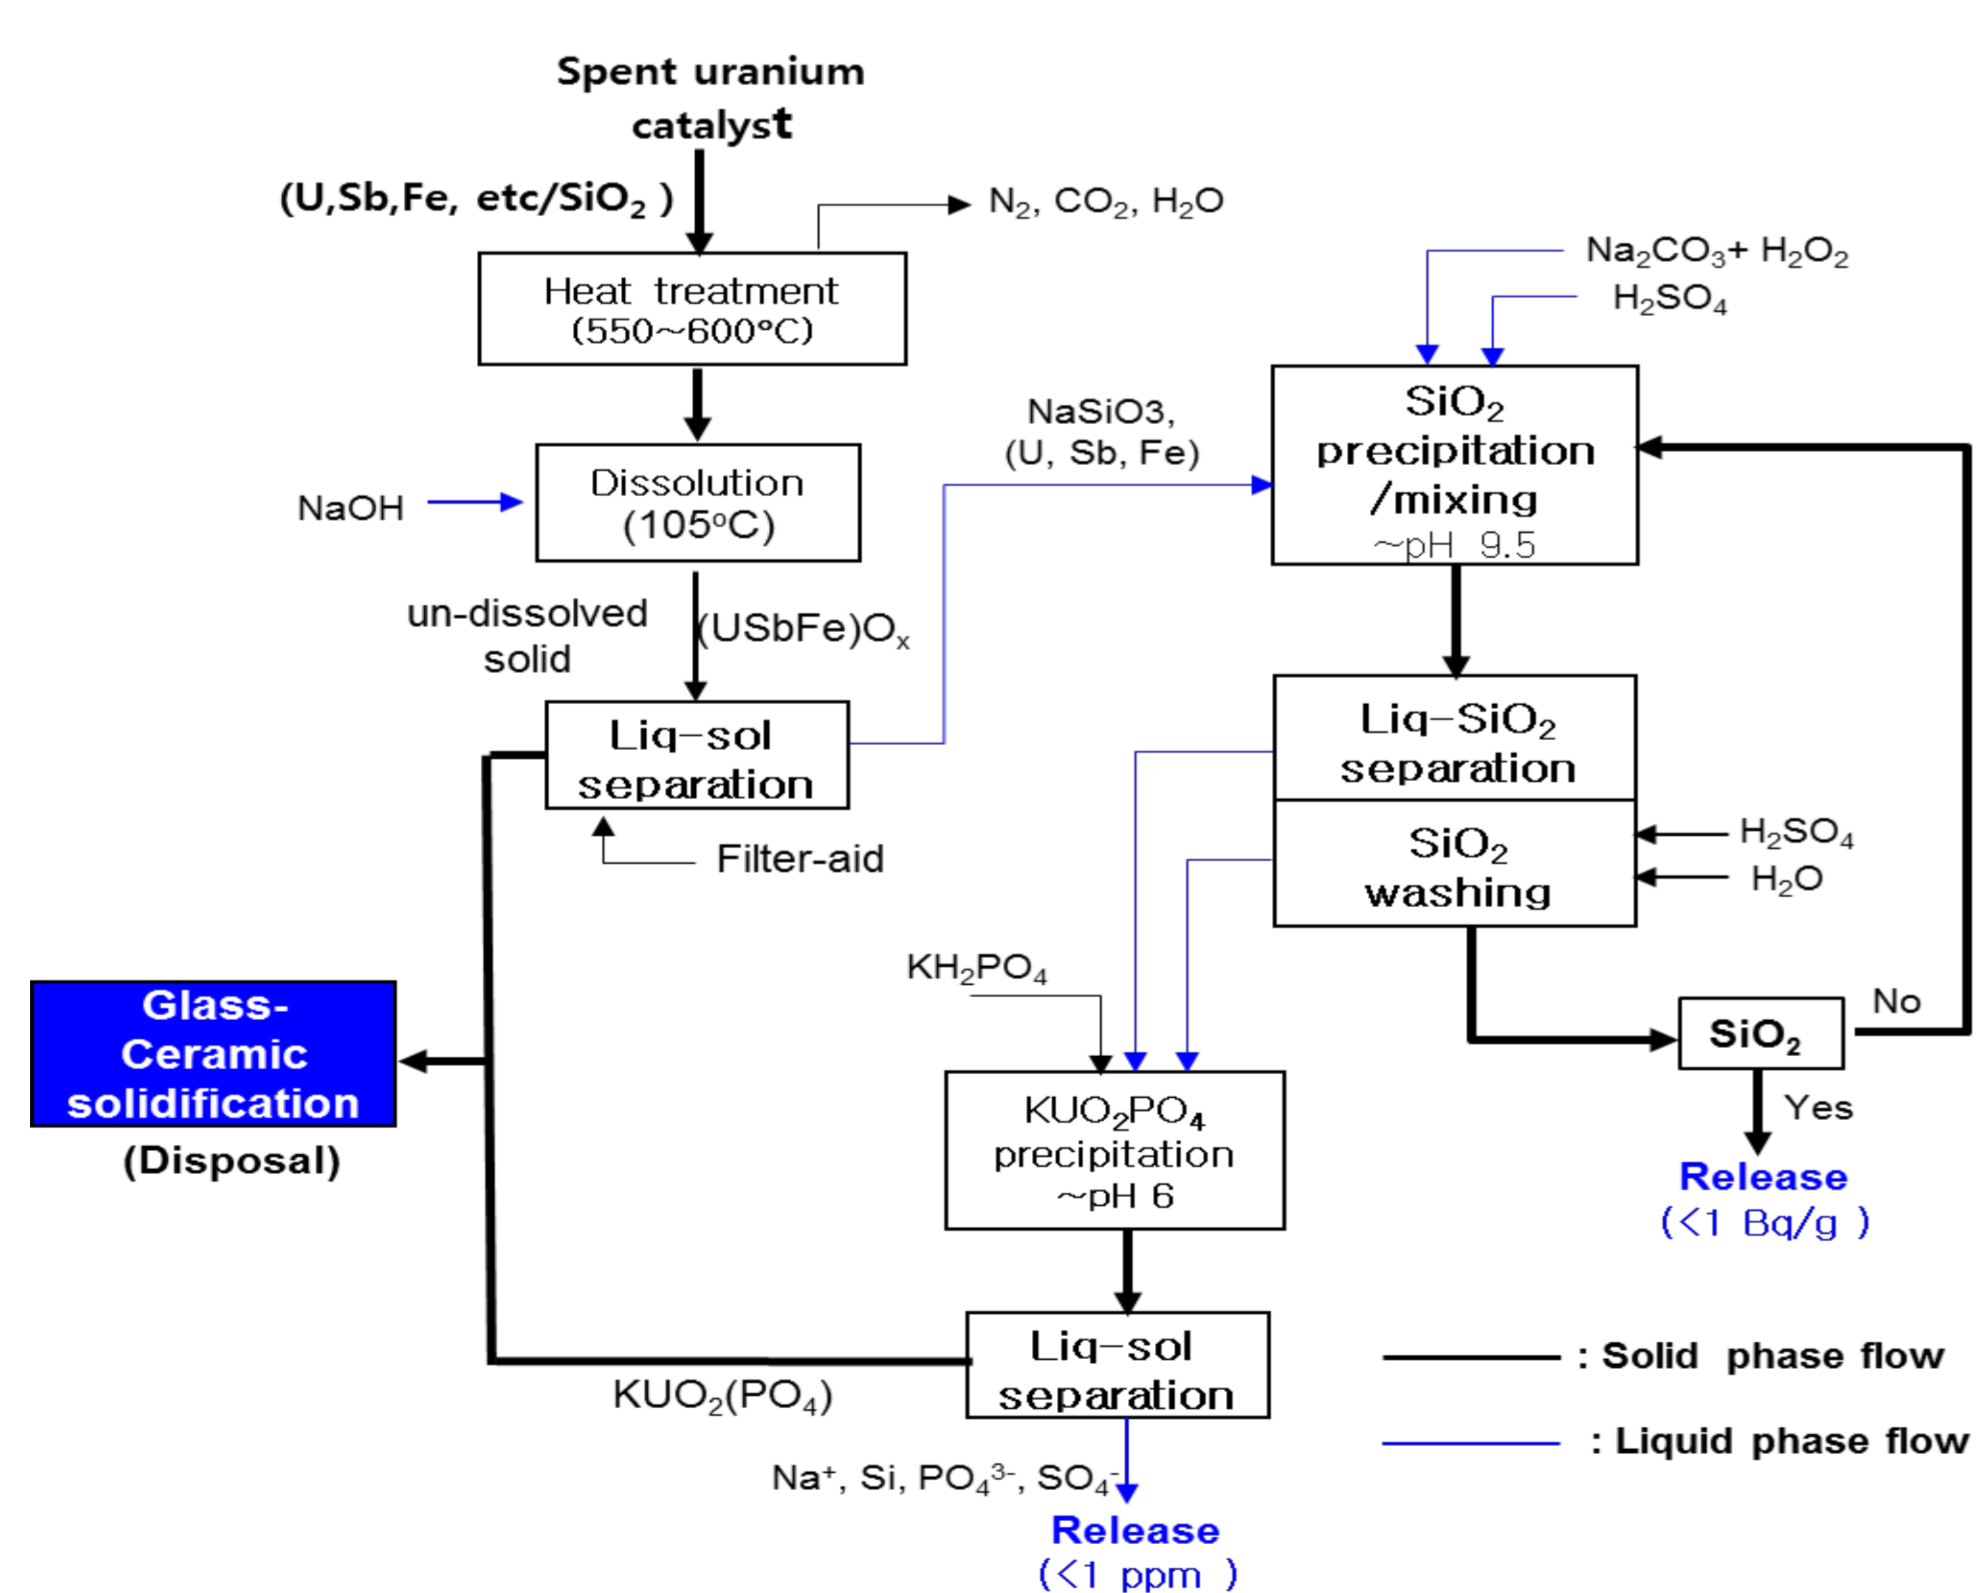 Spent uranium
catalyst
(U,Sb,Fe, etc/SiO₂ )
N₂, CO₂, H₂O
Heat treatment
(550~600°C)
NaOH
Dissolution
(105°C)
un-dissolved
solid
(USbFe)Oₓ
Liq-sol
separation
Filter-aid
NaSiO3,
(U, Sb, Fe)
Na₂CO₃+ H₂O₂
H₂SO₄
SiO₂
precipitation
/mixing
~pH 9.5
Liq-SiO₂
separation
SiO₂
washing
H₂SO₄
H₂O
SiO₂
No
Yes
Release
(<1 Bq/g )
KH₂PO₄
KUO₂PO₄
precipitation
~pH 6
Glass-
Ceramic
solidification
(Disposal)
Liq-sol
separation
KUO₂(PO₄)
Na⁺, Si, PO₄³⁻, SO₄⁻
Release
(<1 ppm )
: Solid phase flow
: Liquid phase flow